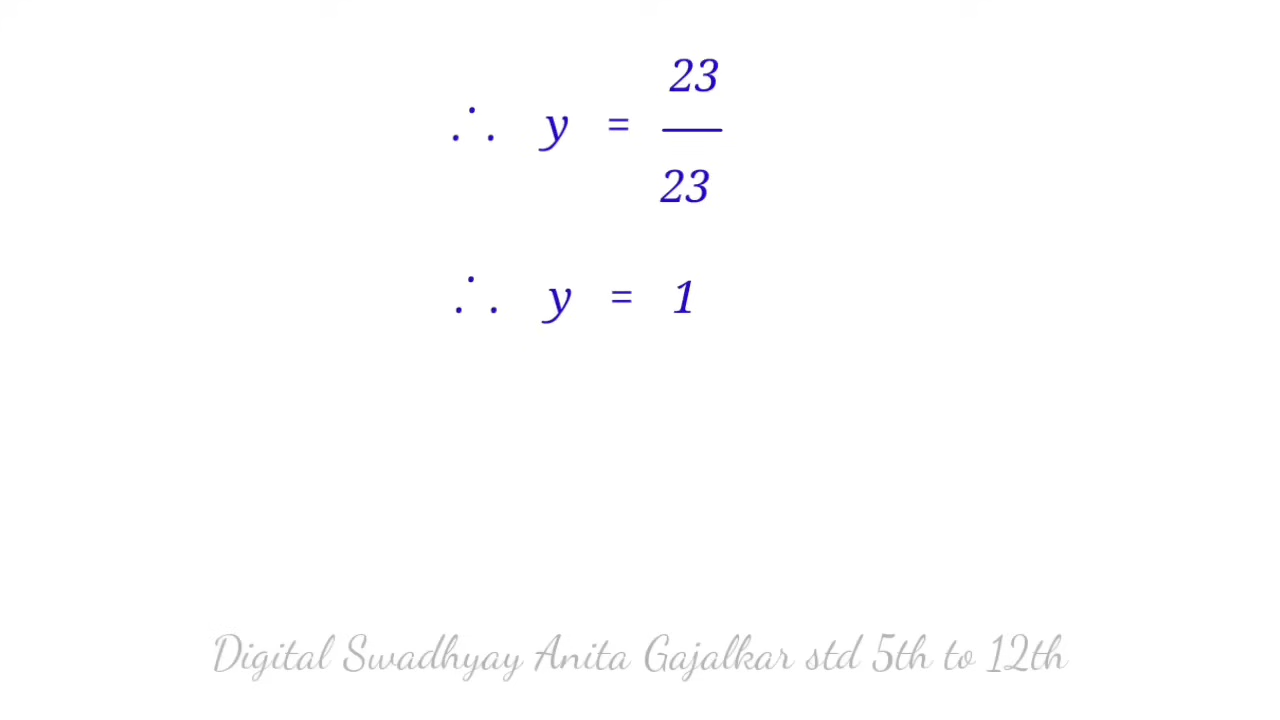 ∴ y = 23/23
∴ y = 1
Digital Swadhyay Anita Gajalkar std 5th to 12th